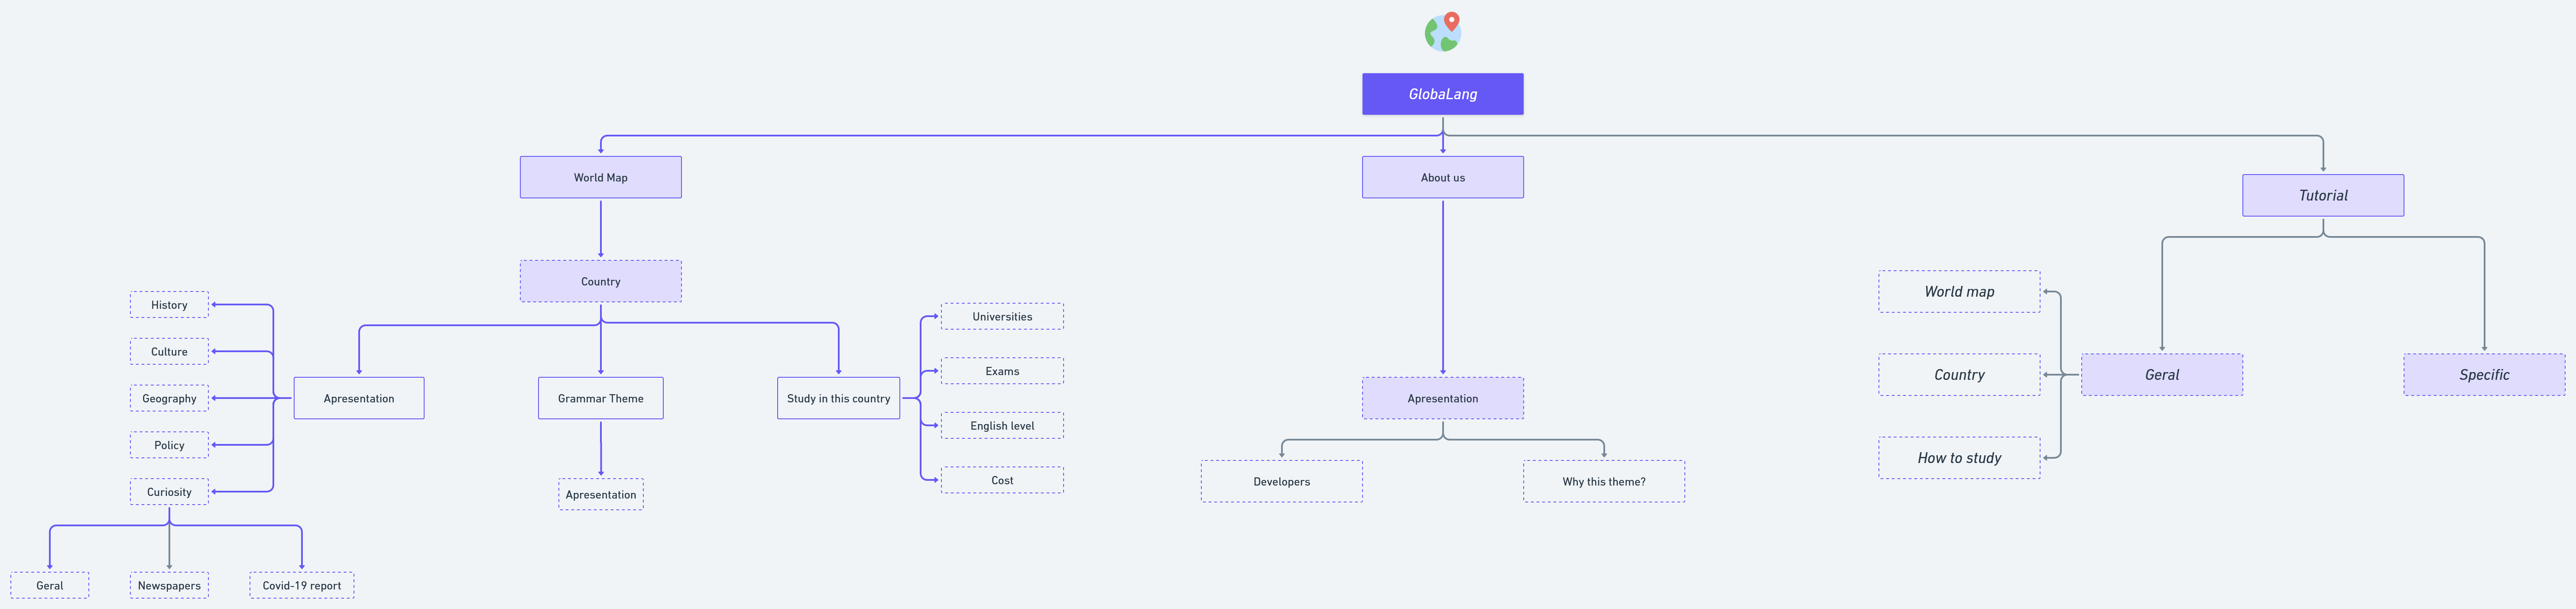 GlobaLang
World Map
About us
Tutorial
Country
History
Culture
Geography
Policy
Curiosity
Apresentation
Grammar Theme
Study in this country
Universities
Exams
English level
Cost
Apresentation
Geral
Newspapers
Covid-19 report
Apresentation
Developers
Why this theme?
World map
Country
How to study
Geral
Specific